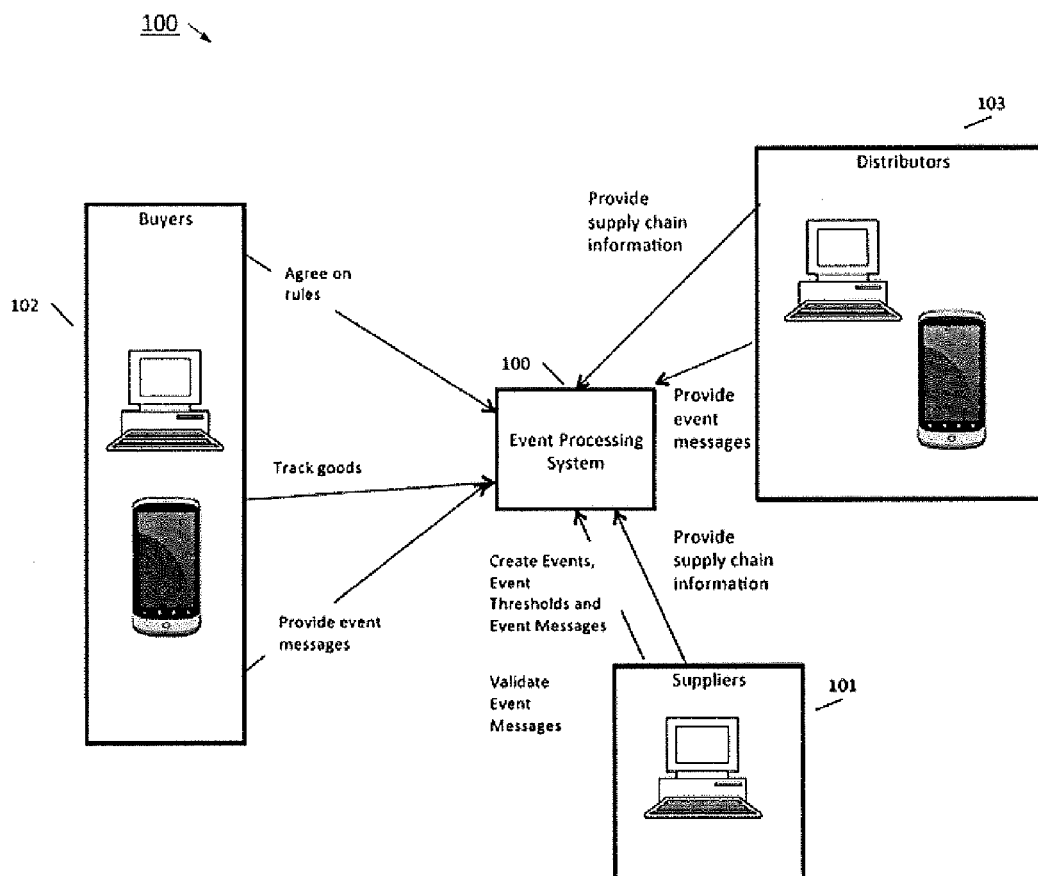 100
103
Distributors
Provide
supply chain
information
Buyers
Agree on
rules
102
100
Event Processing
System
Provide
event
messages
Track goods
Provide
supply chain
information
Create Events,
Event
Thresholds and
Event Messages
Provide event
messages
Validate
Event
Messages
Suppliers
101